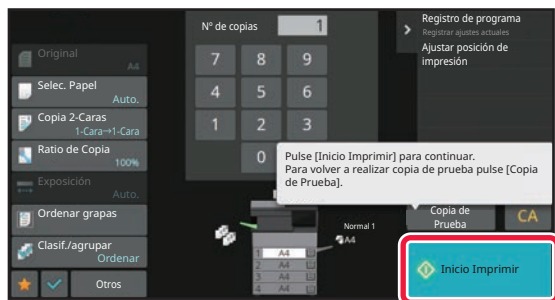 Nº de copias
1
Registro de programa
Registrar ajustes actuales
Ajustar posición de
impresión
Original
A4
Selec. Papel
Auto.
Copia 2-Caras
1-Cara→1-Cara
Ratio de Copia
100%
Exposición
Auto.
Ordenar grapas
Clasif./agrupar
Ordenar
Otros
7 8 9
4 5 6
1 2 3
0
Pulse [Inicio Imprimir] para continuar.
Para volver a realizar copia de prueba pulse [Copia
de Prueba].
Normal 1
A4
1 A4
2 A4
3 A4
4 A4
Copia de
Prueba
CA
Inicio Imprimir